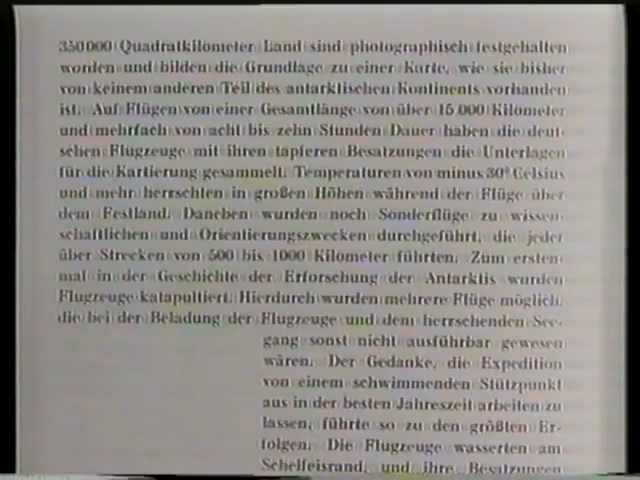 350000 Quadratkilometer Land sind photographisch festgehalten
worden und bilden die Grundlage zu einer Karte, wie sie bisher
von keinem anderen Teil des antarktischen Kontinents vorhanden
ist. Auf Flügen von einer Gesamtlänge von über 15 000 Kilometer
und mehrfach von acht bis zehn Stunden Dauer haben die deut-
schen Flugzeuge mit ihren tapferen Besatzungen die Unterlagen
für die Kartierung gesammelt. Temperaturen von minus 30° Celsius
und mehr herrschten in großen Höhen während der Flüge über
dem Festland. Daneben wurden noch Sonderflüge zu wissen-
schaftlichen und Orientierungszwecken durchgeführt, die jeder
über Strecken von 500 bis 1000 Kilometer führten. Zum ersten-
mal in der Geschichte der Erforschung der Antarktis wurden
Flugzeuge katapultiert. Hierdurch wurden mehrere Flüge möglich,
die bei der Beladung der Flugzeuge und dem herrschenden See-
gang sonst nicht ausführbar gewesen
wären. Der Gedanke, die Expedition
von einem schwimmenden Stützpunkt
aus in der besten Jahreszeit arbeiten zu
lassen, führte so zu den größten Er-
folgen. Die Flugzeuge wasserten am
Schelfeisrand, und ihre Besatzungen